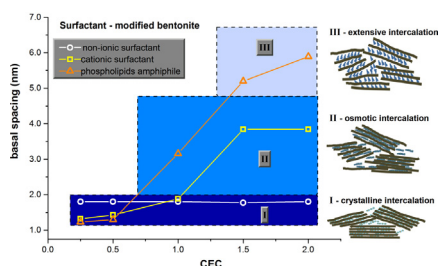 Surfactant - modified bentonite
non-ionic surfactant
cationic surfactant
phospholipids amphiphile
basal spacing (nm)
7.0
6.0
5.0
4.0
3.0
2.0
1.0
0.0
0.5
1.0
1.5
2.0
CEC
III
II
I
III - extensive intercalation
II - osmotic intercalation
I - crystalline intercalation